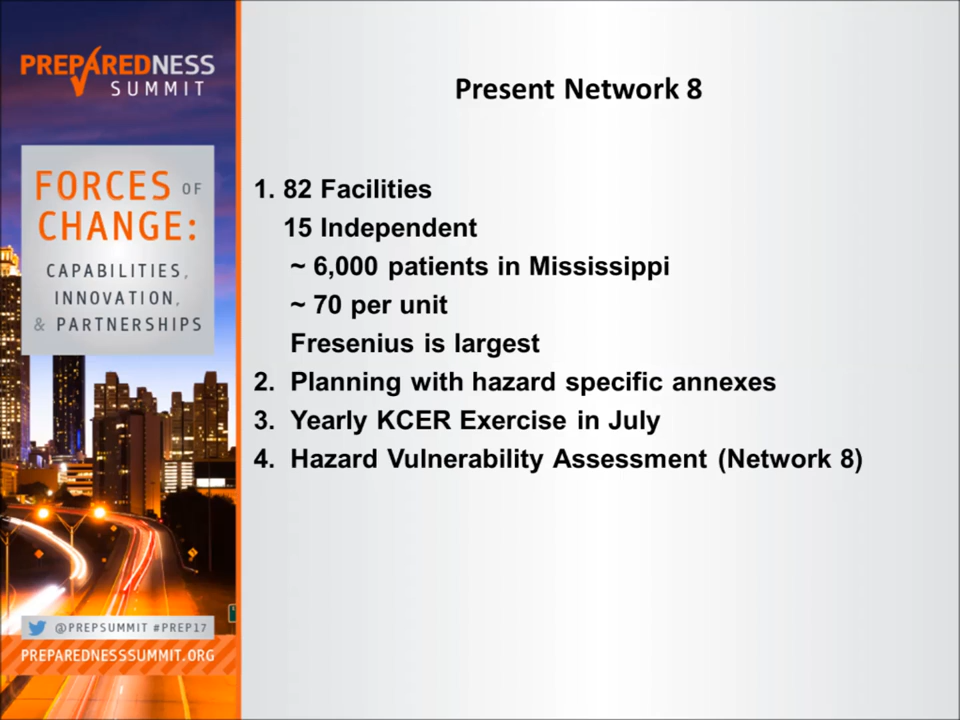 PREPAREDNESS
SUMMIT
FORCES OF
CHANGE:
CAPABILITIES,
INNOVATION,
& PARTNERSHIPS
@PREPSUMMIT #PREP17
PREPAREDNESSSUMMIT.ORG
Present Network 8
1. 82 Facilities
15 Independent
~ 6,000 patients in Mississippi
~ 70 per unit
Fresenius is largest
2. Planning with hazard specific annexes
3. Yearly KCER Exercise in July
4. Hazard Vulnerability Assessment (Network 8)